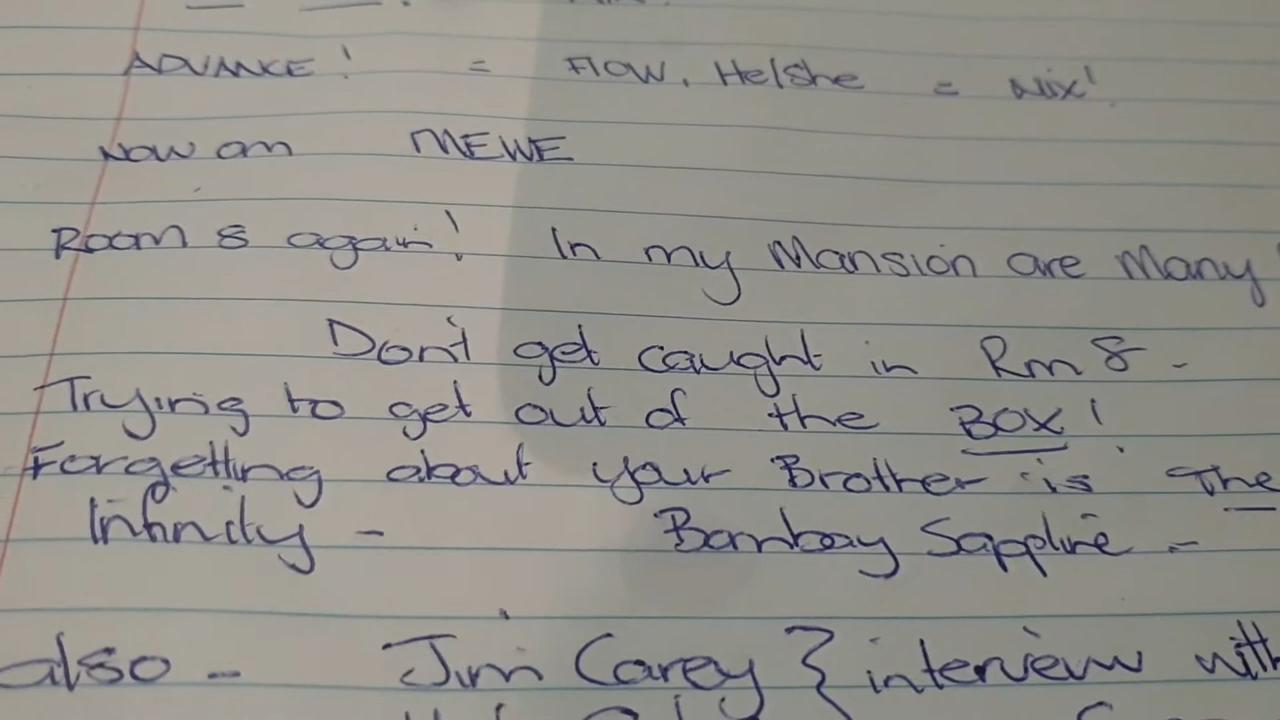 ADVANCE! = Flow. He/She = Nix!
Now on MEWE
Room 8 again! In my Mansion are Many
Don't get caught in Rm 8 -
Trying to get out of the BOX!
Forgetting about your Brother is The
Infinity - Bombay Sapphire -
also - Jim Carey } interview with